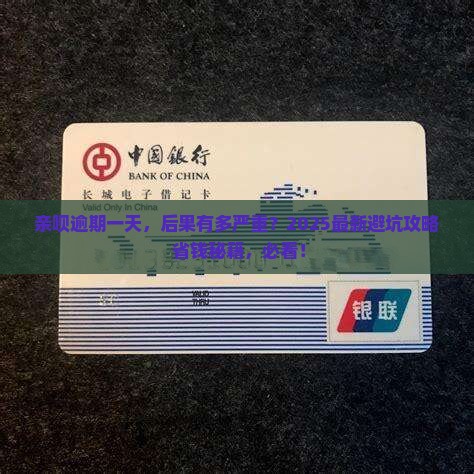 中國銀行
BANK OF CHINA
长城电子借记卡
Valid Only In China
亲呗逾期一天，后果有多严重！2025最新避坑攻略
省钱秘籍，必看！
VALID
THRU
银联